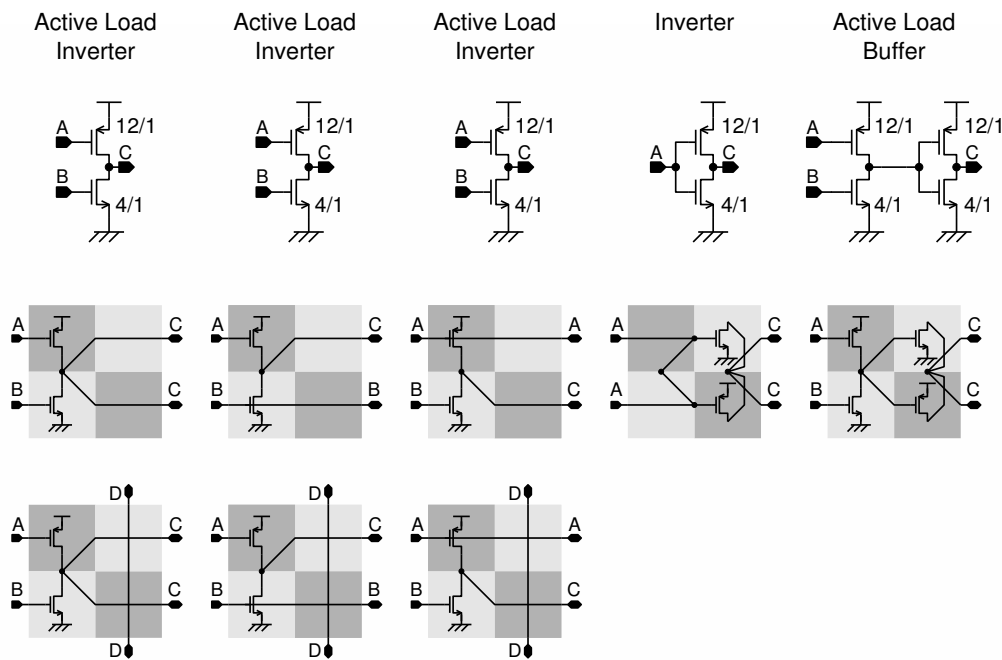 Active Load Active Load Active Load Inverter Active Load
Inverter Inverter Inverter Buffer
A 12/1 A 12/1 A 12/1 12/1 A 12/1 12/1
C C C A C C
B B B B
4/1 4/1 4/1 4/1 4/1 4/1
A C A C A A C A C
B C B B B C A C B C
D D D
A C A C A A
B C B B B C
D D D